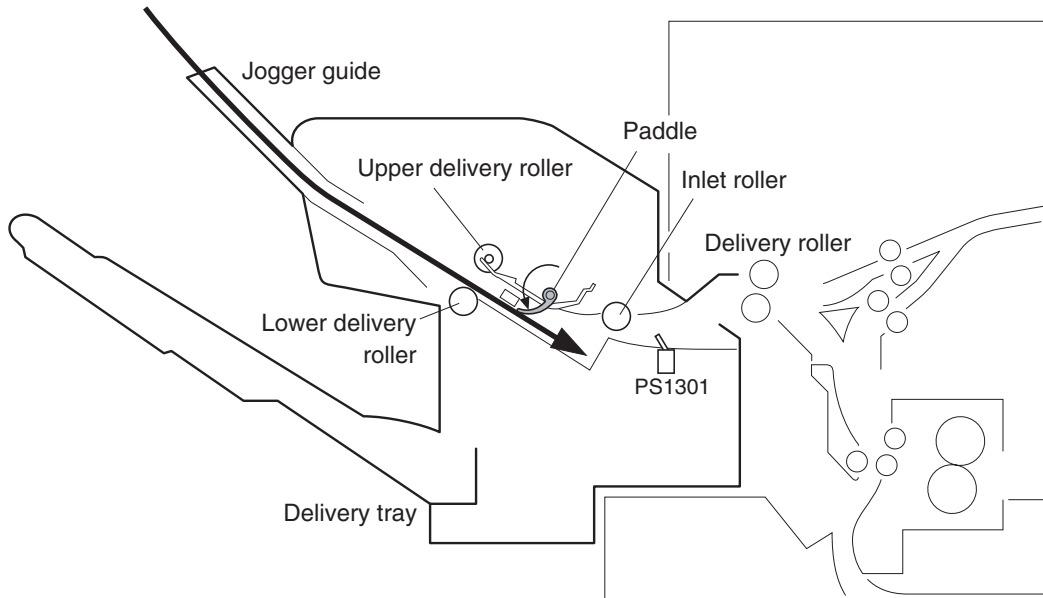 Jogger guide
Paddle
Upper delivery roller
Inlet roller
Delivery roller
Lower delivery
roller
PS1301
Delivery tray